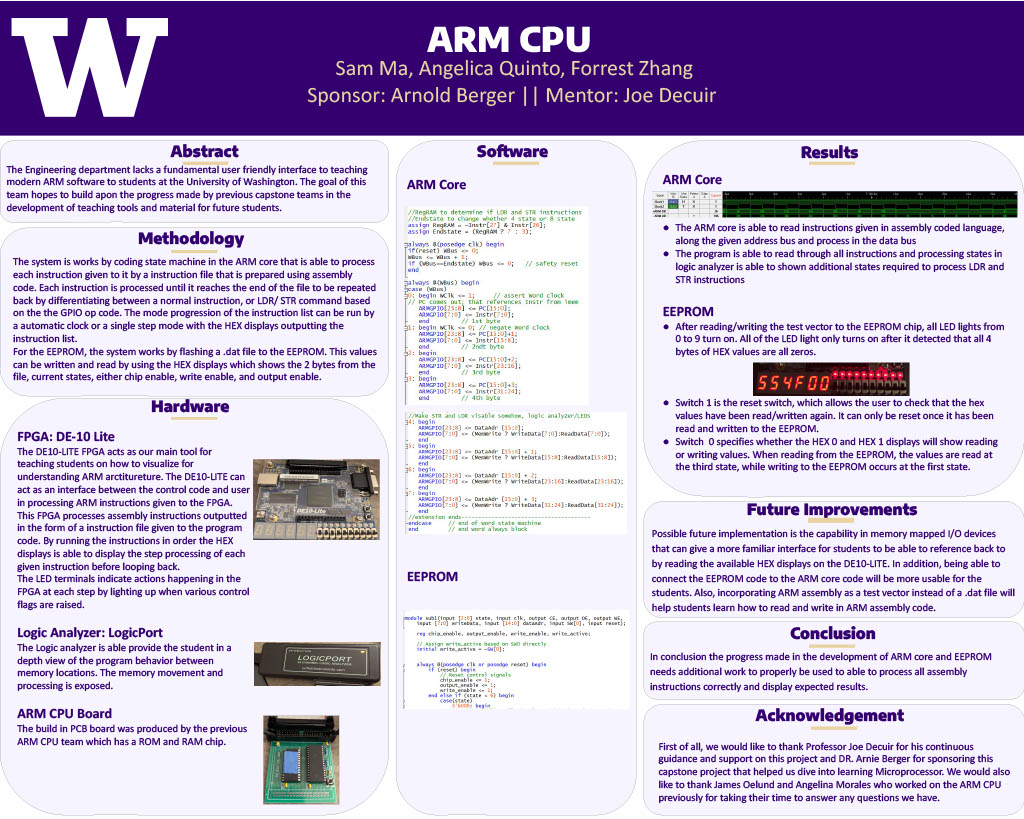 W
ARM CPU
Sam Ma, Angelica Quinto, Forrest Zhang
Sponsor: Arnold Berger || Mentor: Joe Decuir
Abstract
The Engineering department lacks a fundamental user friendly interface to teaching
modern ARM software to students at the University of Washington. The goal of this
team hopes to build apon the progress made by previous capstone teams in the
development of teaching tools and material for future students.
Methodology
The system is works by coding state machine in the ARM core that is able to process
each instruction given to it by a instruction file that is prepared using assembly
code. Each instruction is processed until it reaches the end of the file to be repeated
back by differentiating between a normal instruction, or LDR/ STR command based
on the the GPIO op code. The mode progression of the instruction list can be run by
a automatic clock or a single step mode with the HEX displays outputting the
instruction list.
For the EEPROM, the system works by flashing a .dat file to the EEPROM. This values
can be written and read by using the HEX displays which shows the 2 bytes from the
file, current states, either chip enable, write enable, and output enable.
Hardware
FPGA: DE-10 Lite
The DE10-LITE FPGA acts as our main tool for
teaching students on how to visualize for
understanding ARM arctitureture. The DE10-LITE can
act as an interface between the control code and user
in processing ARM instructions given to the FPGA.
This FPGA processes assembly instructions outputted
in the form of a instruction file given to the program
code. By running the instructions in order the HEX
displays is able to display the step processing of each
given instruction before looping back.
The LED terminals indicate actions happening in the
FPGA at each step by lighting up when various control
flags are raised.
DE10-Lite
Logic Analyzer: LogicPort
The Logic analyzer is able provide the student in a
depth view of the program behavior between
memory locations. The memory movement and
processing is exposed.
LOGICPORT
ARM CPU Board
The build in PCB board was produced by the previous
ARM CPU team which has a ROM and RAM chip.
Software
ARM Core
//RegRAM to determine if LDR and STR instructions
//Endstate to change whether 4 state or 8 state
assign RegRAM = ~Instr[27] & Instr[26];
assign Endstate = (RegRAM ? 7 : 3);
always @(posedge clk) begin
if(reset) WBus <= 0;
WBus <= WBus + 1;
if (WBus==Endstate) WBus <= 0; // safety reset
end
always @(WBus) begin
case (WBus)
0: begin WClk <= 1; // assert Word clock
// PC comes out; that references Instr from imem
ARMGPIO[23:8] <= PC[15:0];
ARMGPIO[7:0] <= Instr[7:0];
end // 1st byte
1: begin WClk <= 0; // negate Word clock
ARMGPIO[23:8] <= PC[15:0]+1;
ARMGPIO[7:0] <= Instr[15:8];
end // 2ndt byte
2: begin
ARMGPIO[23:8] <= PC[15:0]+2;
ARMGPIO[7:0] <= Instr[23:16];
end // 3rd byte
3: begin
ARMGPIO[23:8] <= PC[15:0]+3;
ARMGPIO[7:0] <= Instr[31:24];
end // 4th byte
//Make STR and LDR visable somehow, logic analyzer/LEDs
4: begin
ARMGPIO[23:8] <= DataAdr [15:0];
ARMGPIO[7:0] <= (MemWrite ? WriteData[7:0]:ReadData[7:0]);
end
5: begin
ARMGPIO[23:8] <= DataAdr [15:0] + 1;
ARMGPIO[7:0] <= (MemWrite ? WriteData[15:8]:ReadData[15:8]);
end
6: begin
ARMGPIO[23:8] <= DataAdr [15:0] + 2;
ARMGPIO[7:0] <= (MemWrite ? WriteData[23:16]:ReadData[23:16]);
end
7: begin
ARMGPIO[23:8] <= DataAdr [15:0] + 3;
ARMGPIO[7:0] <= (MemWrite ? WriteData[31:24]:ReadData[31:24]);
end
//extension ends
endcase // end of word state machine
end // end word always block
EEPROM
module sub1(input [2:0] state, input clk, output CE, output OE, output WE,
input [7:0] writeData, input [14:0] dataAdr, input SW[0], input reset);
reg chip_enable, output_enable, write_enable, write_active;
// Assign write_active based on SW0 directly
initial write_active = ~SW[0];
always @(posedge clk or posedge reset) begin
if (reset) begin
// Reset control signals
chip_enable <= 1;
output_enable <= 1;
write_enable <= 1;
end else if (state < 6) begin
case(state)
3'b000: begin
Results
ARM Core
The ARM core is able to read instructions given in assembly coded language,
along the given address bus and process in the data bus
The program is able to read through all instructions and processing states in
logic analyzer is able to shown additional states required to process LDR and
STR instructions
EEPROM
After reading/writing the test vector to the EEPROM chip, all LED lights from
0 to 9 turn on. All of the LED light only turns on after it detected that all 4
bytes of HEX values are all zeros.
554F00
Switch 1 is the reset switch, which allows the user to check that the hex
values have been read/written again. It can only be reset once it has been
read and written to the EEPROM.
Switch 0 specifies whether the HEX 0 and HEX 1 displays will show reading
or writing values. When reading from the EEPROM, the values are read at
the third state, while writing to the EEPROM occurs at the first state.
Future Improvements
Possible future implementation is the capability in memory mapped I/O devices
that can give a more familiar interface for students to be able to reference back to
by reading the available HEX displays on the DE10-LITE. In addition, being able to
connect the EEPROM code to the ARM core code will be more usable for the
students. Also, incorporating ARM assembly as a test vector instead of a .dat file will
help students learn how to read and write in ARM assembly code.
Conclusion
In conclusion the progress made in the development of ARM core and EEPROM
needs additional work to properly be used to able to process all assembly
instructions correctly and display expected results.
Acknowledgement
First of all, we would like to thank Professor Joe Decuir for his continuous
guidance and support on this project and DR. Arnie Berger for sponsoring this
capstone project that helped us dive into learning Microprocessor. We would also
like to thank James Oelund and Angelina Morales who worked on the ARM CPU
previously for taking their time to answer any questions we have.